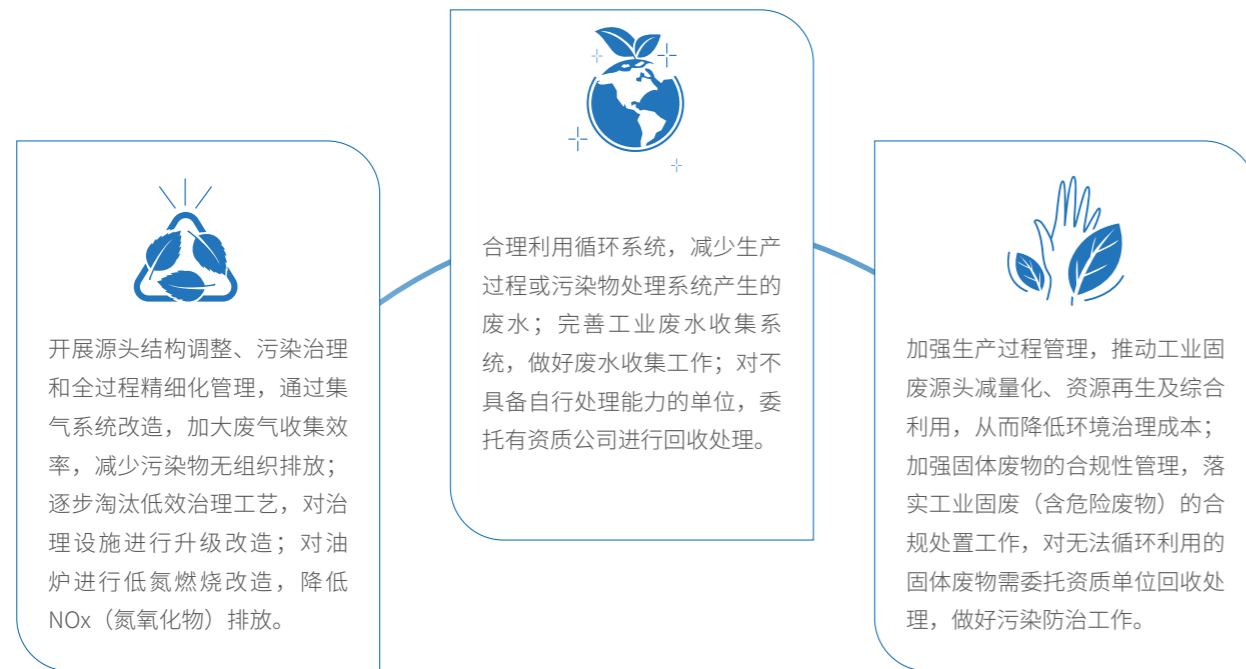 开展源头结构调整、污染治理
和全过程精细化管理，通过集
气系统改造，加大废气收集效
率，减少污染物无组织排放；
逐步淘汰低效治理工艺，对治
理设施进行升级改造；对油
炉进行低氮燃烧改造，降低
NOx（氮氧化物）排放。
合理利用循环系统，减少生产
过程或污染物处理系统产生的
废水；完善工业废水收集系
统，做好废水收集工作；对不
具备自行处理能力的单位，委
托有资质公司进行回收处理。
加强生产过程管理，推动工业固
废源头减量化、资源再生及综合
利用，从而降低环境治理成本；
加强固体废物的合规性管理，落
实工业固废（含危险废物）的合
规处置工作，对无法循环利用的
固体废物需委托资质单位回收处
理，做好污染防治工作。